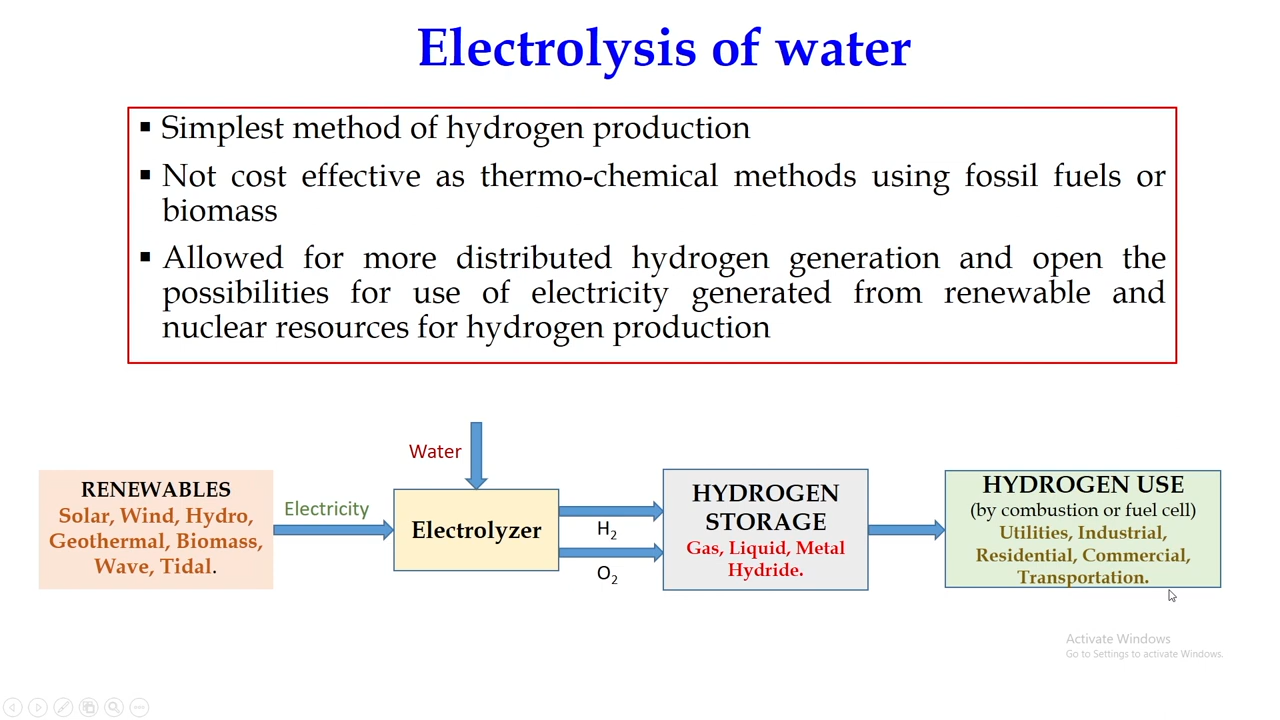 Electrolysis of water
▪ Simplest method of hydrogen production
▪ Not cost effective as thermo-chemical methods using fossil fuels or
biomass
▪ Allowed for more distributed hydrogen generation and open the
possibilities for use of electricity generated from renewable and
nuclear resources for hydrogen production
RENEWABLES
Solar, Wind, Hydro,
Geothermal, Biomass,
Wave, Tidal.
Electricity
Water
Electrolyzer
H₂
O₂
HYDROGEN
STORAGE
Gas, Liquid, Metal
Hydride.
HYDROGEN USE
(by combustion or fuel cell)
Utilities, Industrial,
Residential, Commercial,
Transportation.
Activate Windows
Go to Settings to activate Windows.